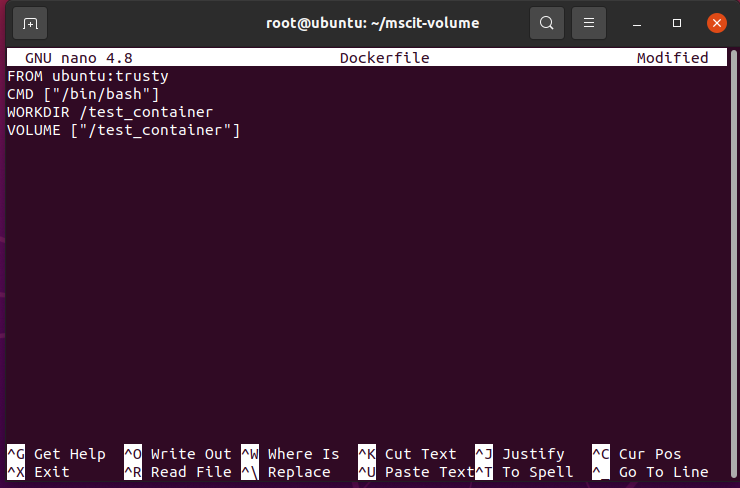 root@ubuntu: ~/mscit-volume
GNU nano 4.8 Dockerfile Modified
FROM ubuntu:trusty
CMD ["/bin/bash"]
WORKDIR /test_container
VOLUME ["/test_container"]
^G Get Help ^O Write Out ^W Where Is ^K Cut Text ^J Justify ^C Cur Pos
^X Exit ^R Read File ^\ Replace ^U Paste Text^T To Spell ^_ Go To Line